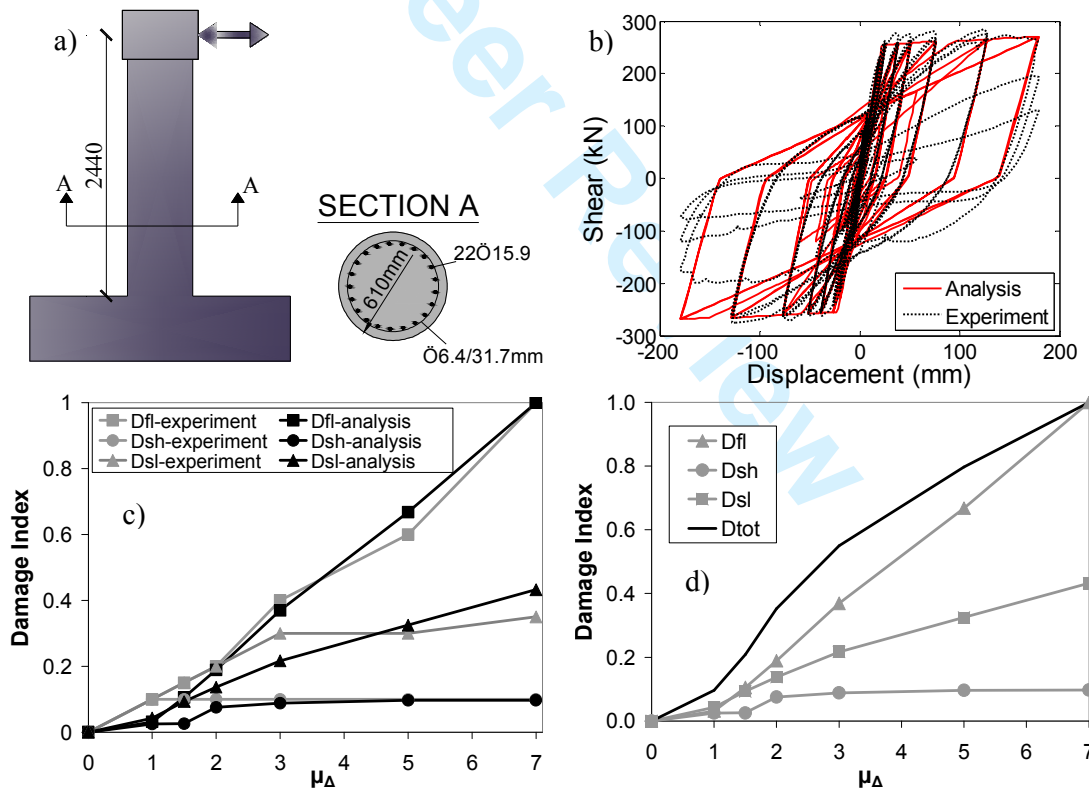 a)
2440
A
A
SECTION A
610mm
22Ö15.9
Ö6.4/31.7mm
b)
300
200
100
0
-100
-200
-300
Shear (kN)
-200
-100
0
100
200
Displacement (mm)
Analysis
Experiment
eer Review
1
0.8
0.6
0.4
0.2
0
Damage Index
Dfl-experiment
Dfl-analysis
Dsh-experiment
Dsh-analysis
Dsl-experiment
Dsl-analysis
c)
0 1 2 3 4 5 6 7
μΔ
1.0
0.8
0.6
0.4
0.2
0.0
Damage Index
Dfl
Dsh
Dsl
Dtot
d)
0 1 2 3 4 5 6 7
μΔ